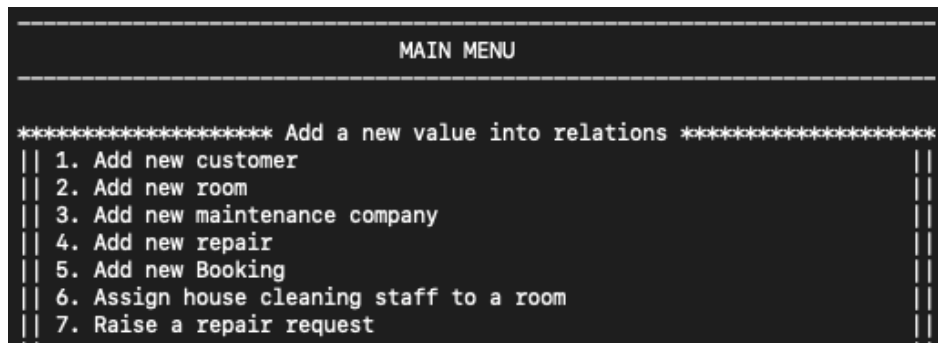 MAIN MENU
******************** Add a new value into relations ********************
|| 1. Add new customer ||
|| 2. Add new room ||
|| 3. Add new maintenance company ||
|| 4. Add new repair ||
|| 5. Add new Booking ||
|| 6. Assign house cleaning staff to a room ||
|| 7. Raise a repair request ||